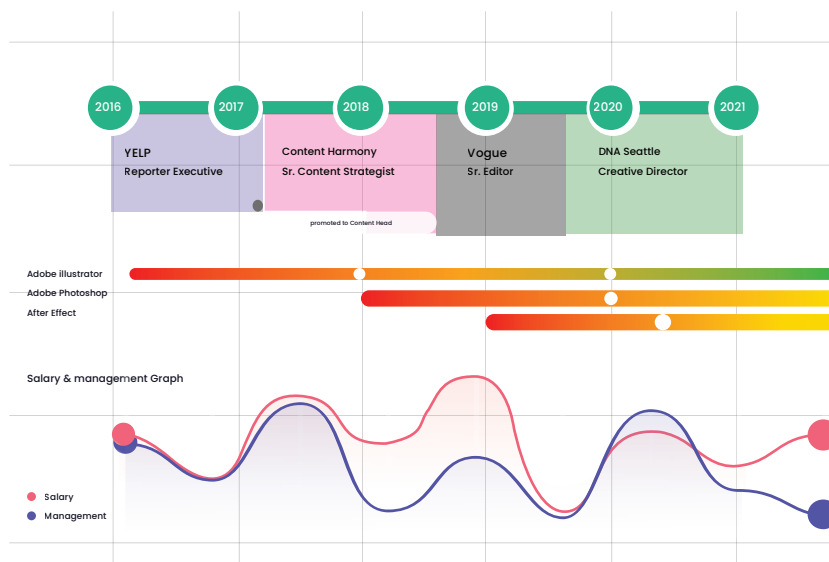 2016 2017 2018 2019 2020 2021
YELP
Reporter Executive
Content Harmony
Sr. Content Strategist
Vogue
Sr. Editor
DNA Seattle
Creative Director
promoted to Content Head
Adobe illustrator
Adobe Photoshop
After Effect
Salary & management Graph
Salary
Management